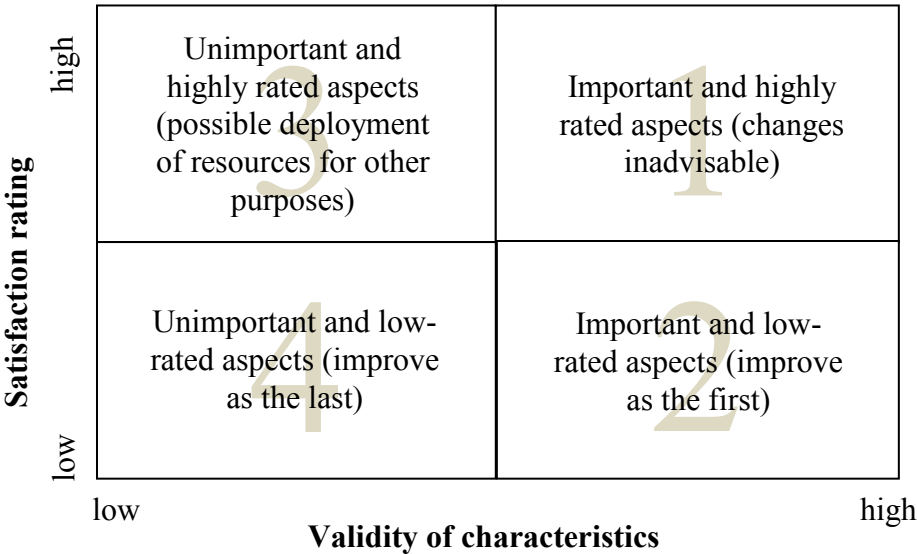 high
Satisfaction rating
low
Unimportant and
highly rated aspects
(possible deployment
of resources for other
purposes)
3
Important and highly
rated aspects (changes
inadvisable)
1
Unimportant and low-
rated aspects (improve
as the last)
4
Important and low-
rated aspects (improve
as the first)
2
low
high
Validity of characteristics